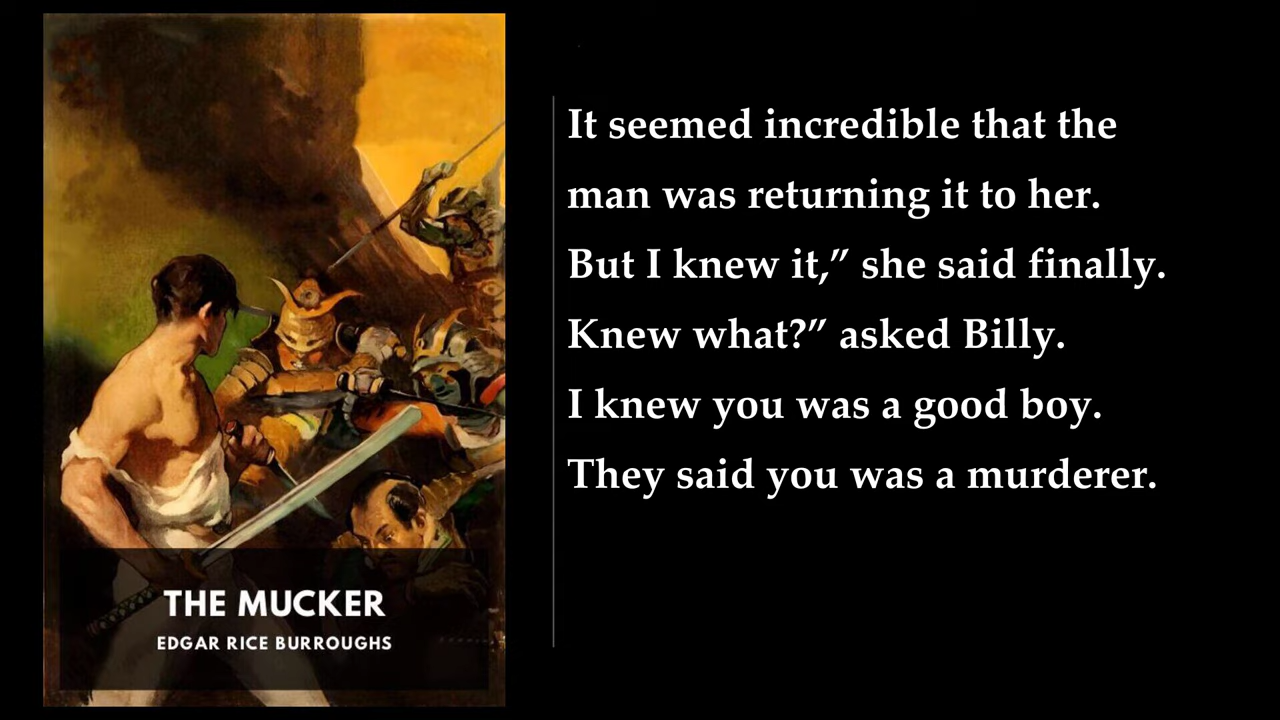 It seemed incredible that the
man was returning it to her.
But I knew it,” she said finally.
Knew what?” asked Billy.
I knew you was a good boy.
They said you was a murderer.
THE MUCKER
EDGAR RICE BURROUGHS